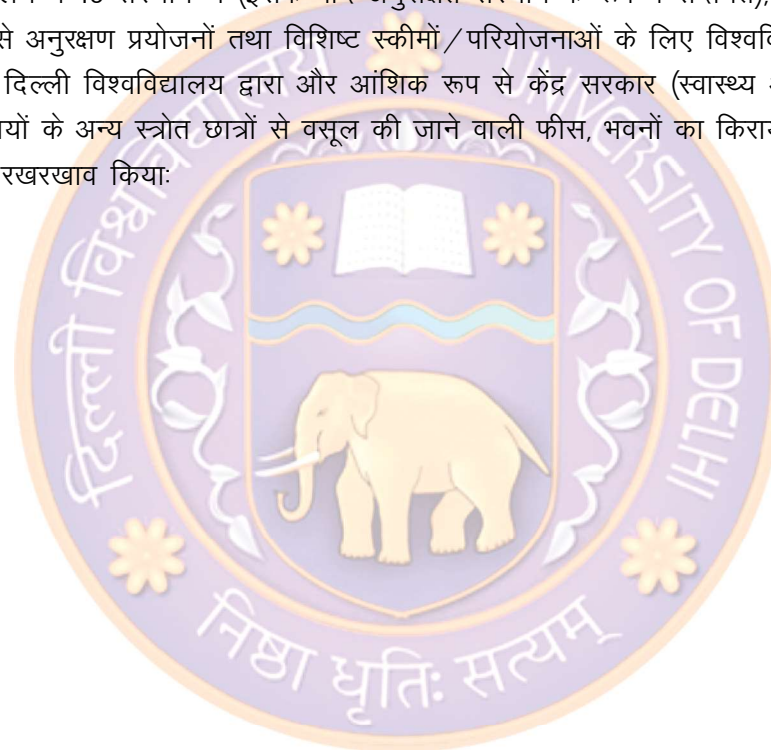 से अनुरक्षण प्रयोजनों तथा विशिष्ट स्कीमों/परियोजनाओं के लिए
दिल्ली विश्वविद्यालय द्वारा और आंशिक रूप से केंद्र सरकार (स्वास्थ्य
के अन्य स्त्रोत छात्रों से वसूल की जाने वाली फीस, भवनों का
रखरखाव कियाः
दिल्ली विश्वविद्यालय
UNIVERSITY OF DELHI
निष्ठा धृतिः सत्यम्